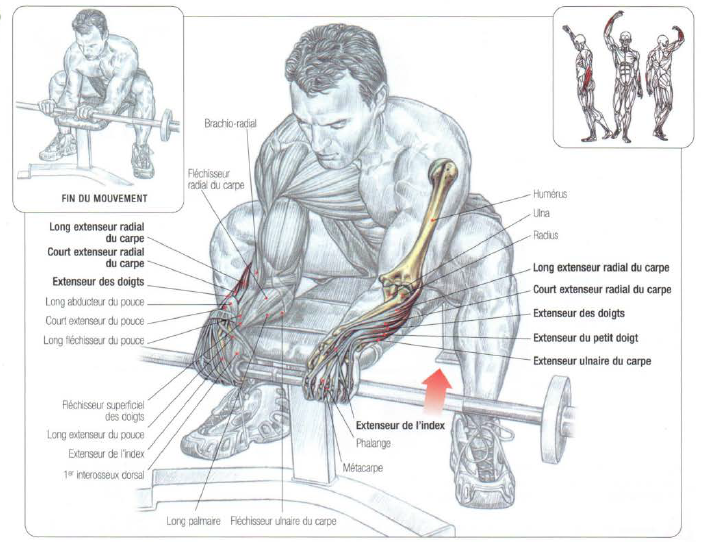 FIN DU MOUVEMENT
Brachio-radial
Fléchisseur
radial du carpe
Long extenseur radial
du carpe
Court extenseur radial
du carpe
Extenseur des doigts
Long abducteur du pouce
Court extenseur du pouce
Long fléchisseur du pouce
Fléchisseur superficiel
des doigts
Long extenseur du pouce
Extenseur de l'index
1er interosseux dorsal
Long palmaire
Fléchisseur ulnaire du carpe
Humérus
Ulna
Radius
Long extenseur radial du carpe
Court extenseur radial du carpe
Extenseur des doigts
Extenseur du petit doigt
Extenseur ulnaire du carpe
Extenseur de l'index
Phalange
Métacarpe